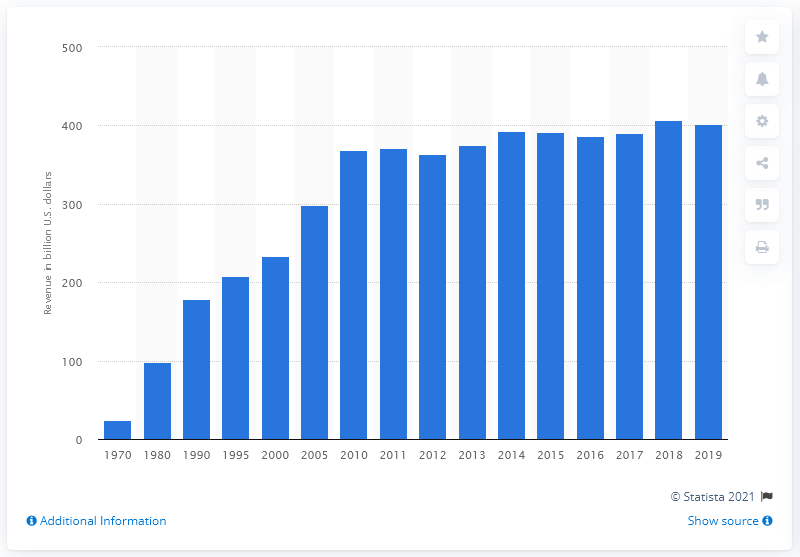 500
400
300
200
100
0
Revenue in billion U.S. dollars
1970 1980 1990 1995 2000 2005 2010 2011 2012 2013 2014 2015 2016 2017 2018 2019
© Statista 2021
Additional Information
Show source